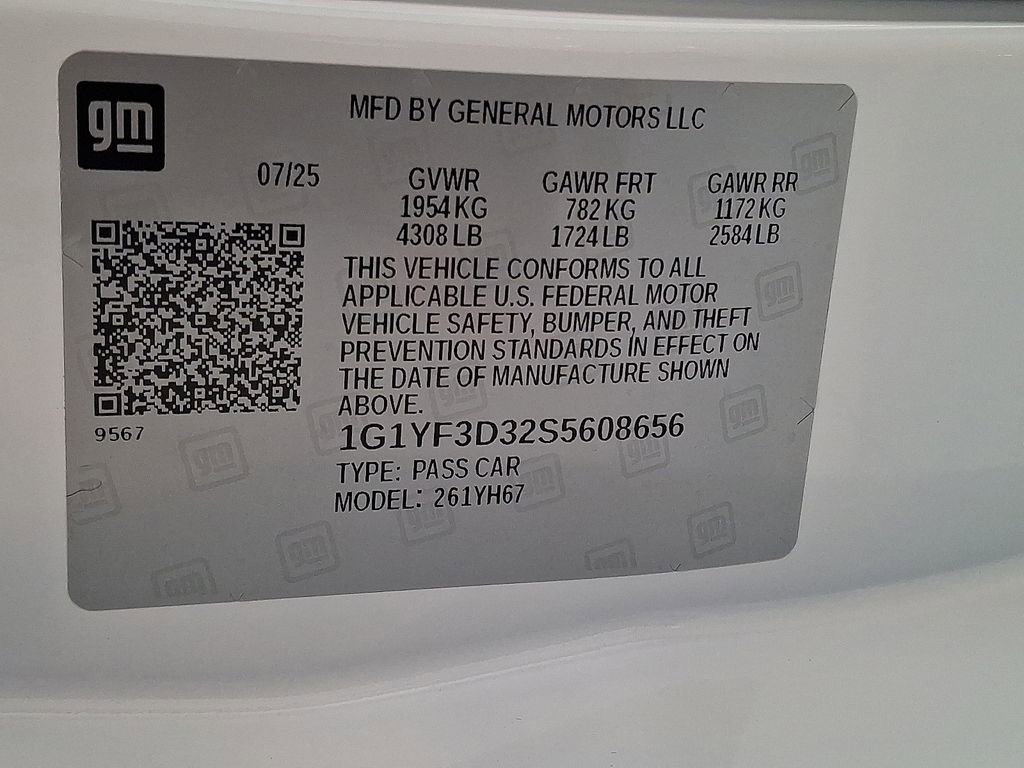 gm
MFD BY GENERAL MOTORS LLC
07/25 GVWR GAWR FRT GAWR RR
1954 KG 782 KG 1172 KG
4308 LB 1724 LB 2584 LB
THIS VEHICLE CONFORMS TO ALL
APPLICABLE U.S. FEDERAL MOTOR
VEHICLE SAFETY, BUMPER, AND THEFT
PREVENTION STANDARDS IN EFFECT ON
THE DATE OF MANUFACTURE SHOWN
ABOVE.
9567
1G1YF3D32S5608656
TYPE: PASS CAR
MODEL: 261YH67